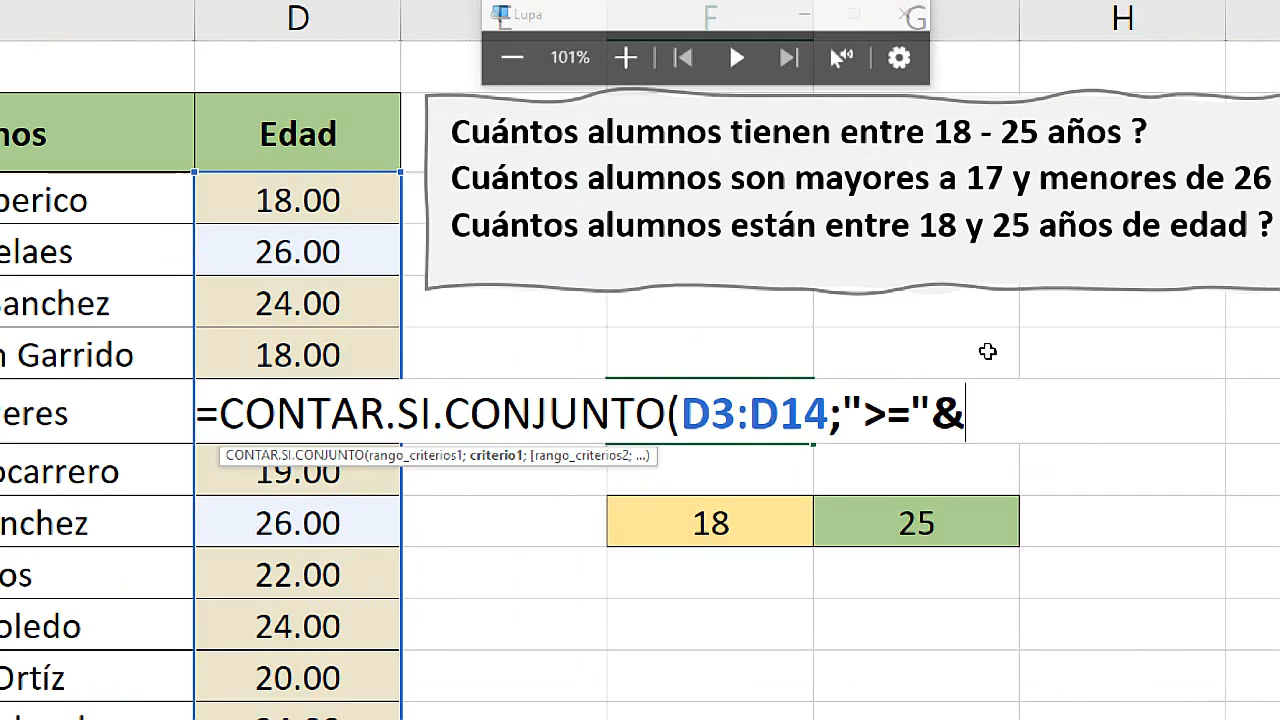 Lupa
D E F G H
101%
nos Edad
Cuántos alumnos tienen entre 18 - 25 años ?
Cuántos alumnos son mayores a 17 y menores de 26
Cuántos alumnos están entre 18 y 25 años de edad ?
perico 18.00
elaes 26.00
Sanchez 24.00
n Garrido 18.00
eres =CONTAR.SI.CONJUNTO(D3:D14;">="&
CONTAR.SI.CONJUNTO(rango_criterios1; criterio1; [rango_criterios2; ...)
ocarrero 19.00
nchez 26.00 18 25
os 22.00
oledo 24.00
Ortíz 20.00